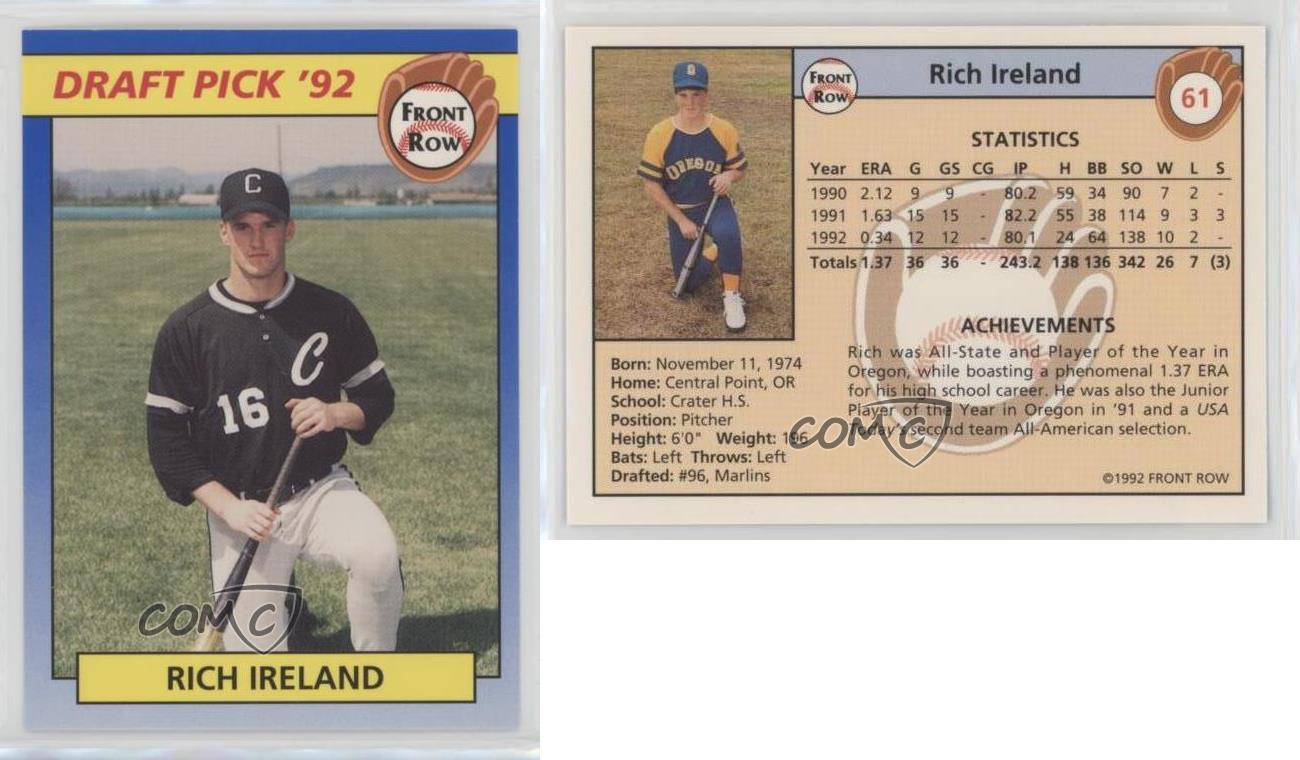 DRAFT PICK '92
FRONT
ROW
C
C
16
COMC
RICH IRELAND
FRONT
ROW
Rich Ireland
61
O
OREGON
STATISTICS
Year ERA G GS CG IP H BB SO W L S
1990 2.12 9 9 - 80.2 59 34 90 7 2 -
1991 1.63 15 15 - 82.2 55 38 114 9 3 3
1992 0.34 12 12 - 80.1 24 64 138 10 2 -
Totals 1.37 36 36 - 243.2 138 136 342 26 7 (3)
ACHIEVEMENTS
Rich was All-State and Player of the Year in
Oregon, while boasting a phenomenal 1.37 ERA
for his high school career. He was also the Junior
Player of the Year in Oregon in '91 and a USA
Today's second team All-American selection.
Born: November 11, 1974
Home: Central Point, OR
School: Crater H.S.
Position: Pitcher
Height: 6'0" Weight: 196
Bats: Left Throws: Left
Drafted: #96, Marlins
COMC
©1992 FRONT ROW